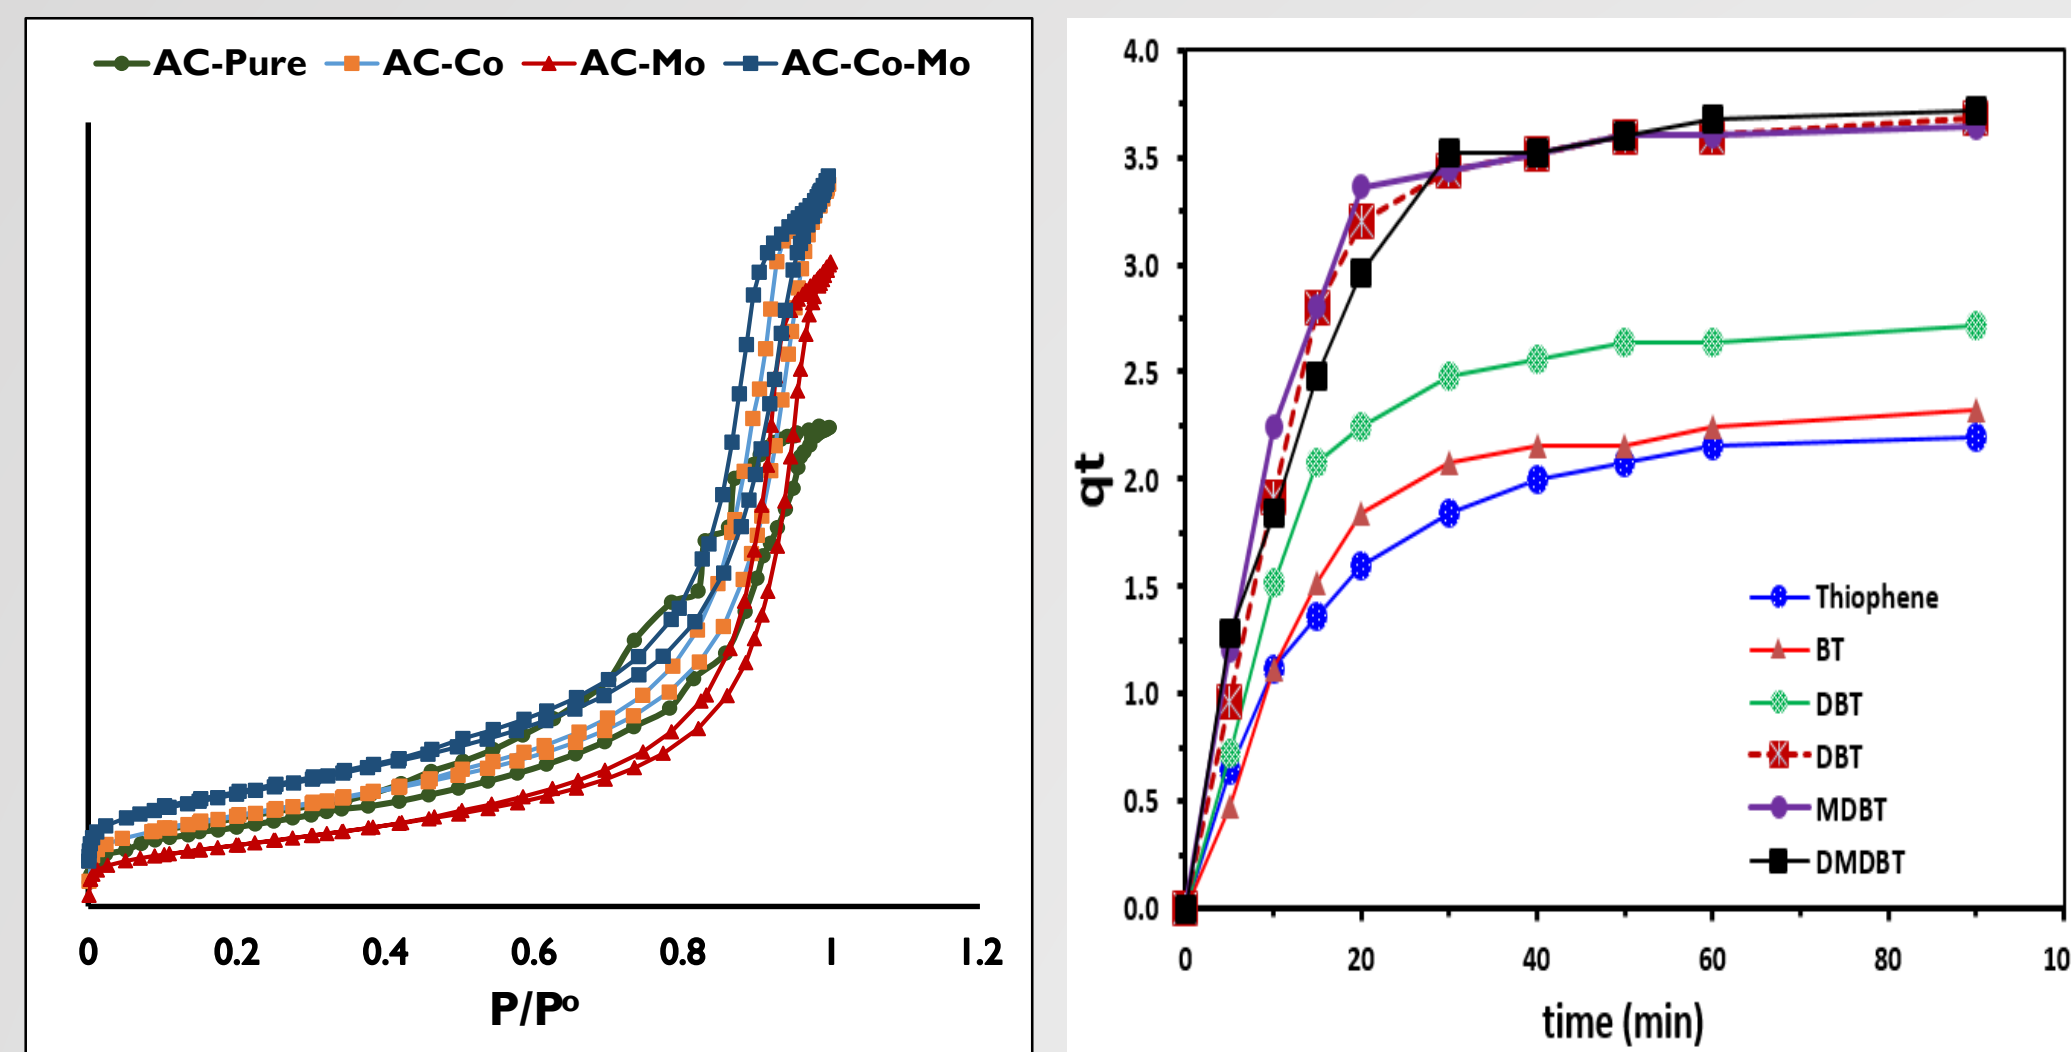 AC-Pure AC-Co AC-Mo AC-Co-Mo
0 0.2 0.4 0.6 0.8 1 1.2
P/Pº
4.0
3.5
3.0
2.5
2.0
1.5
1.0
0.5
0.0
qt
Thiophene
BT
DBT
DBT
MDBT
DMDBT
0 20 40 60 80 10
time (min)